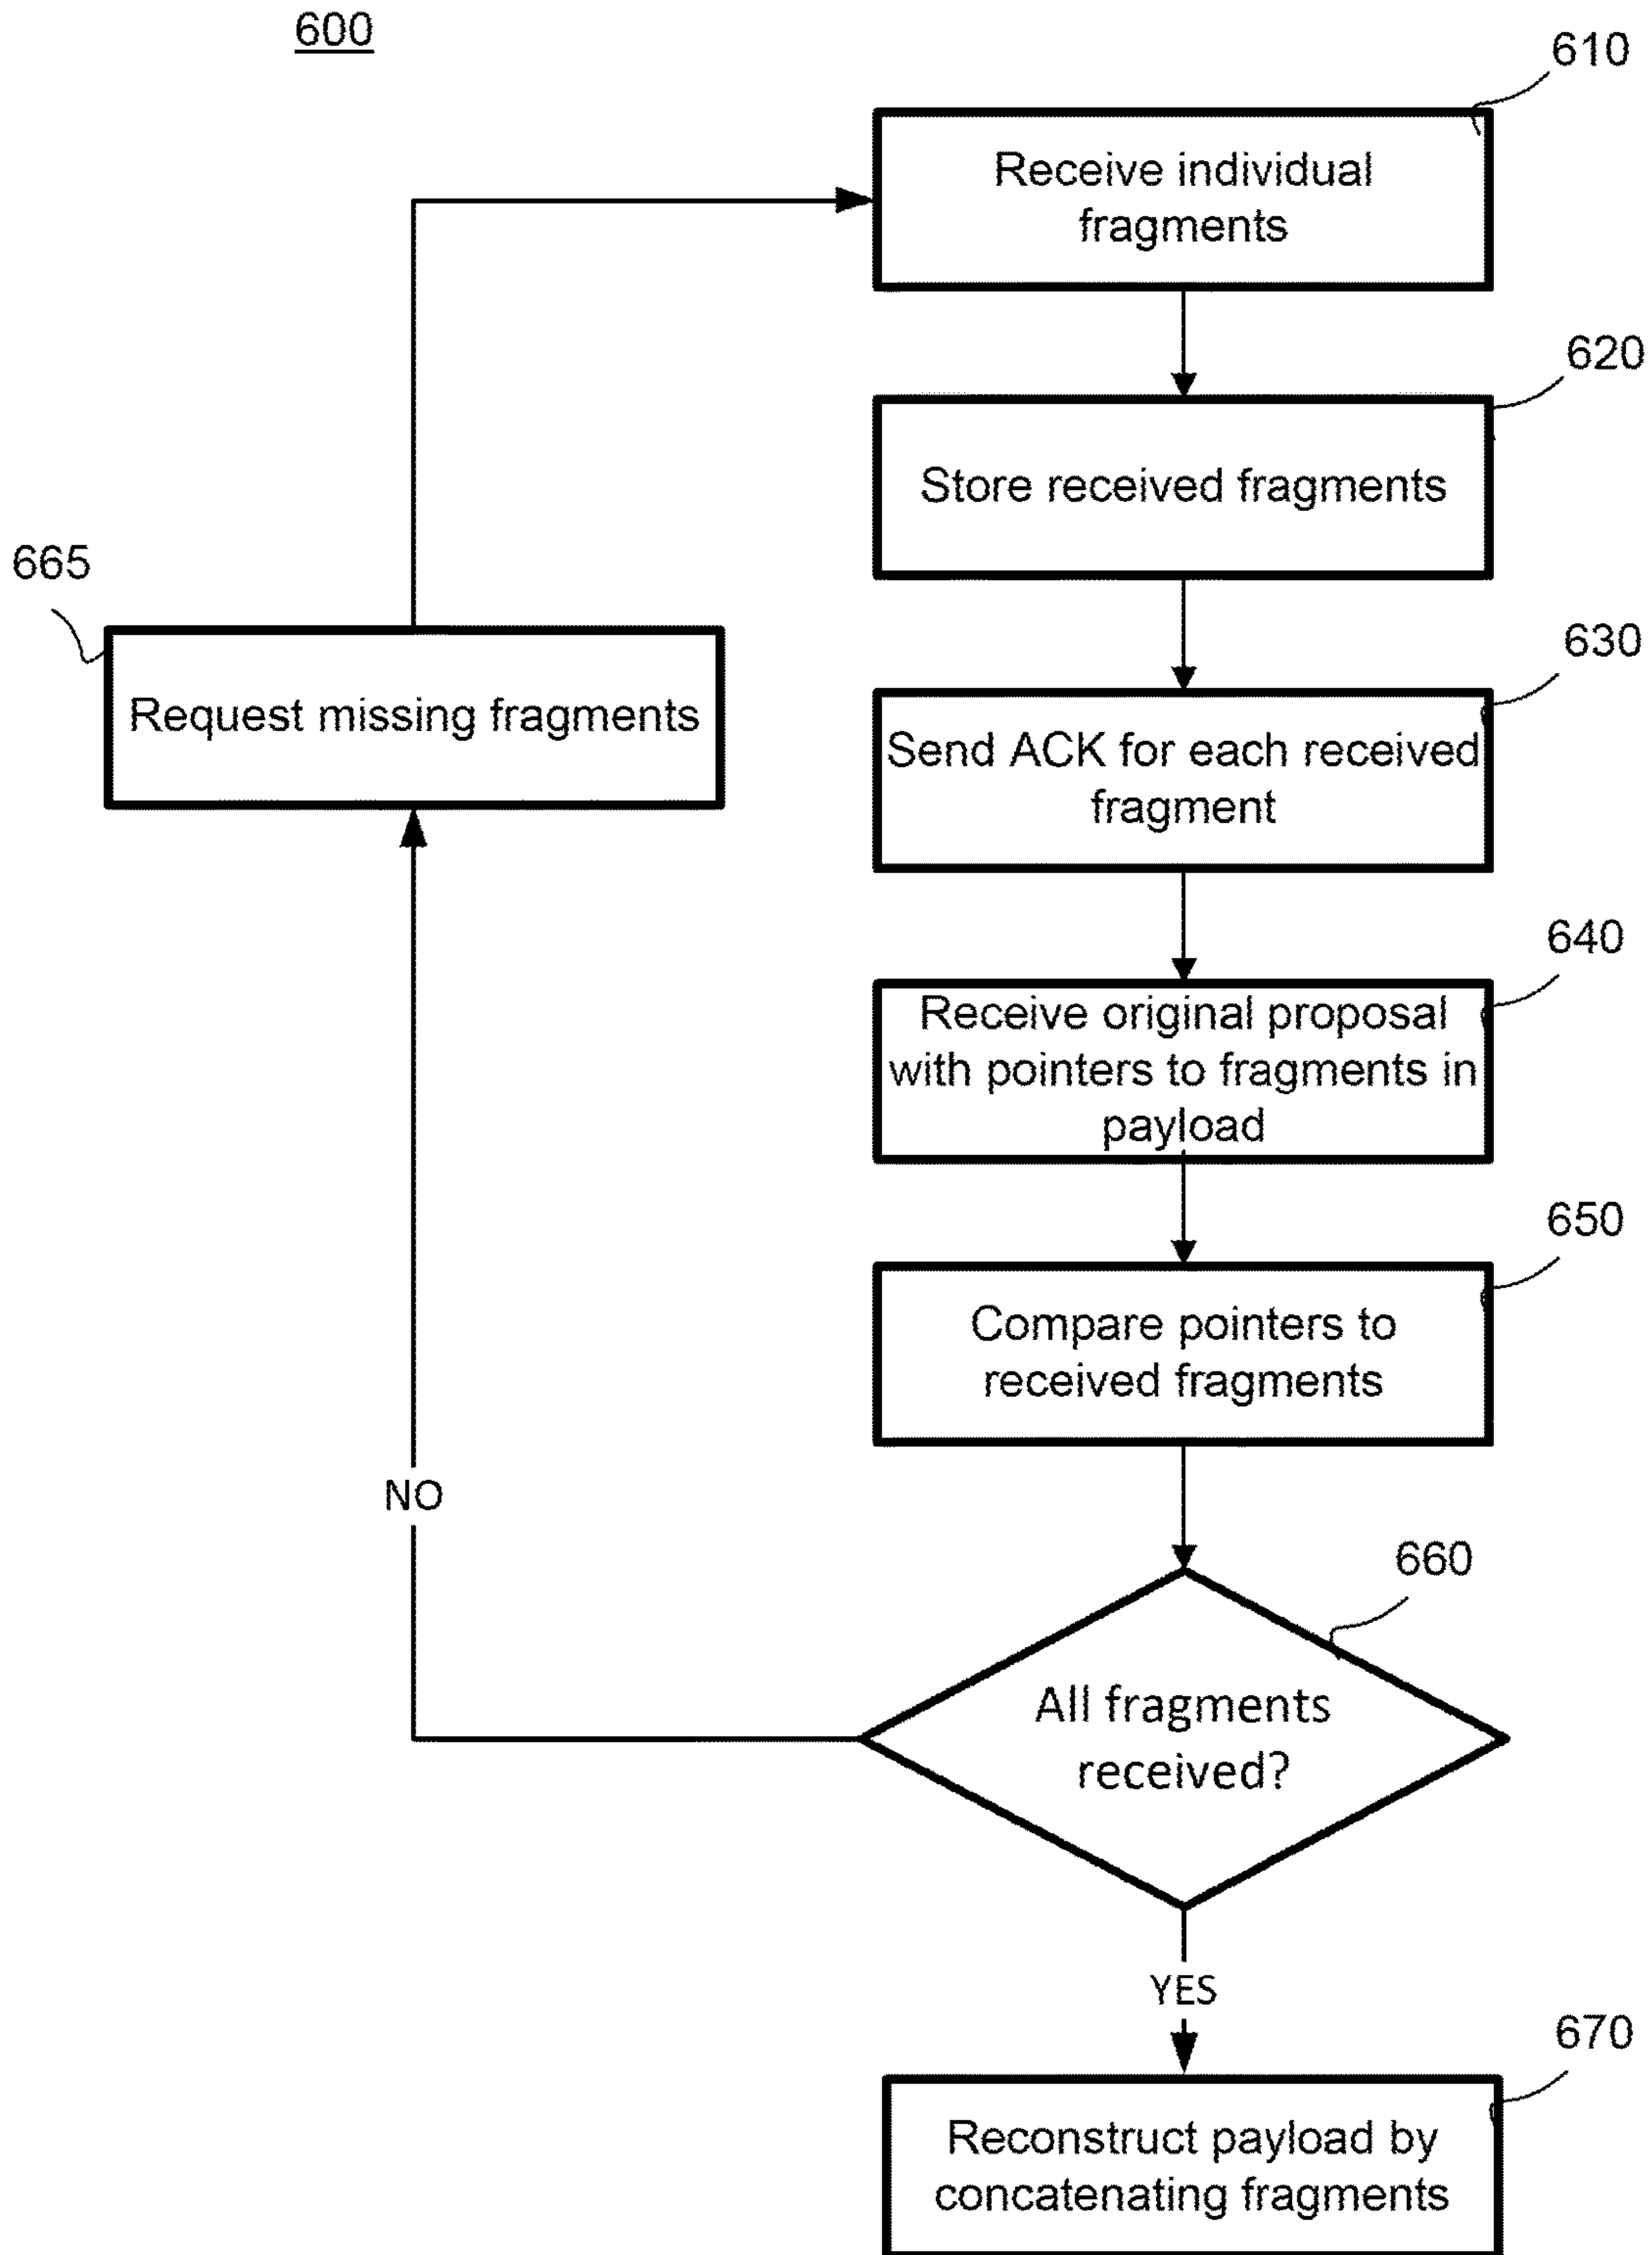 600
610
Receive individual
fragments
620
Store received fragments
665
Request missing fragments
630
Send ACK for each received
fragment
640
Receive original proposal
with pointers to fragments in
payload
650
Compare pointers to
received fragments
NO
660
All fragments
received?
YES
670
Reconstruct payload by
concatenating fragments